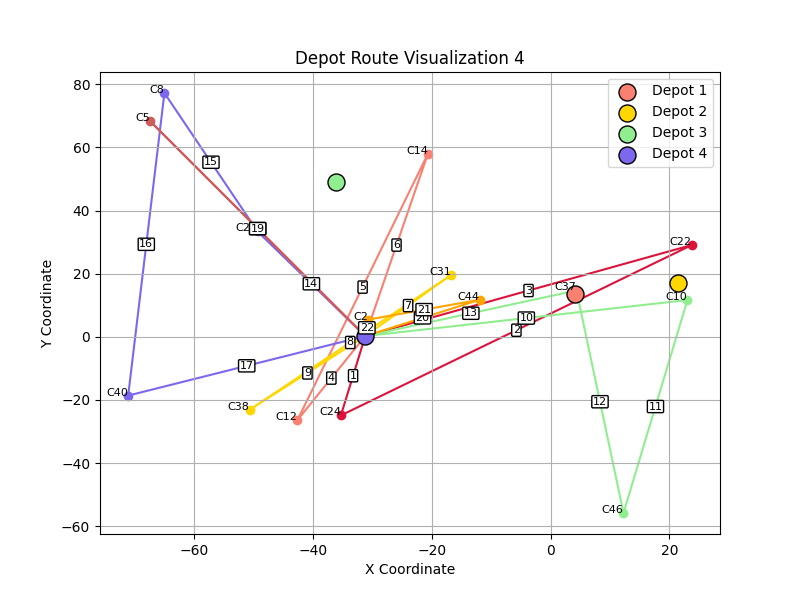 Depot Route Visualization 4
Depot 1
Depot 2
Depot 3
Depot 4
Y Coordinate
80
60
40
20
0
−20
−40
−60
C8
C5
15
C14
C2
19
16
6
C22
C31
14
5
3
C37
C44
C10
7
21
C2
13
20
10
22
2
8
17
9
4
1
C40
C38
C12
C24
12
11
C46
−60
−40
−20
0
20
X Coordinate